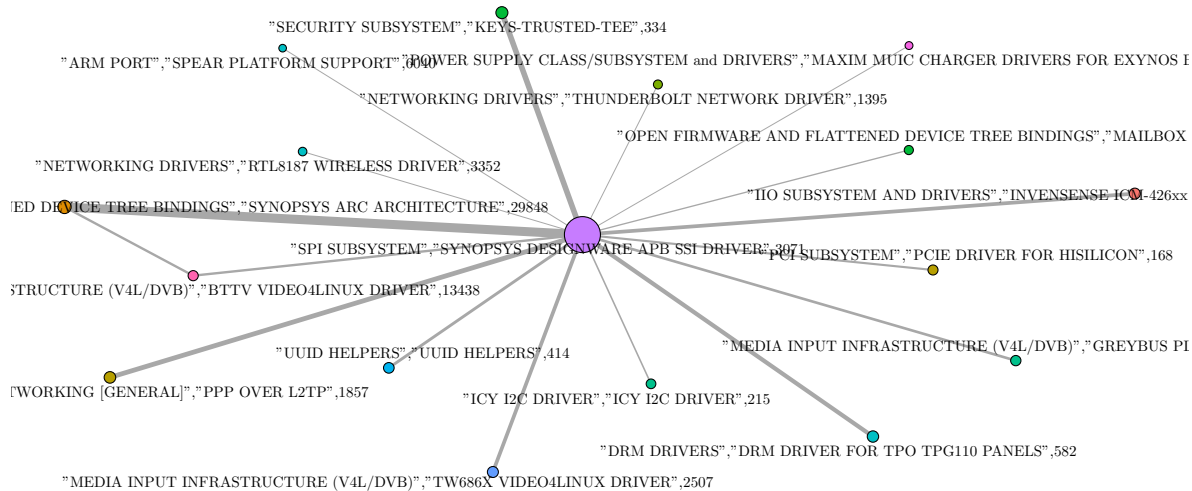 "SECURITY SUBSYSTEM","KEYS-TRUSTED-TEE",334
"ARM PORT","SPEAR PLATFORM SUPPORT",6040
"POWER SUPPLY CLASS/SUBSYSTEM and DRIVERS","MAXIM MUIC CHARGER DRIVERS FOR EXYNOS
"NETWORKING DRIVERS","THUNDERBOLT NETWORK DRIVER",1395
"OPEN FIRMWARE AND FLATTENED DEVICE TREE BINDINGS","MAILBOX
"NETWORKING DRIVERS","RTL8187 WIRELESS DRIVER",3352
"IIO SUBSYSTEM AND DRIVERS","INVENSENSE ICM-426xx
ED DEVICE TREE BINDINGS","SYNOPSYS ARC ARCHITECTURE",29848
"SPI SUBSYSTEM","SYNOPSYS DESIGNWARE APB SSI DRIVER",3071
"PCI SUBSYSTEM","PCIE DRIVER FOR HISILICON",168
STRUCTURE (V4L/DVB)","BTTV VIDEO4LINUX DRIVER",13438
"MEDIA INPUT INFRASTRUCTURE (V4L/DVB)","GREYBUS
"UUID HELPERS","UUID HELPERS",414
TWORKING [GENERAL]","PPP OVER L2TP",1857
"ICY I2C DRIVER","ICY I2C DRIVER",215
"DRM DRIVERS","DRM DRIVER FOR TPO TPG110 PANELS",582
"MEDIA INPUT INFRASTRUCTURE (V4L/DVB)","TW686X VIDEO4LINUX DRIVER",2507